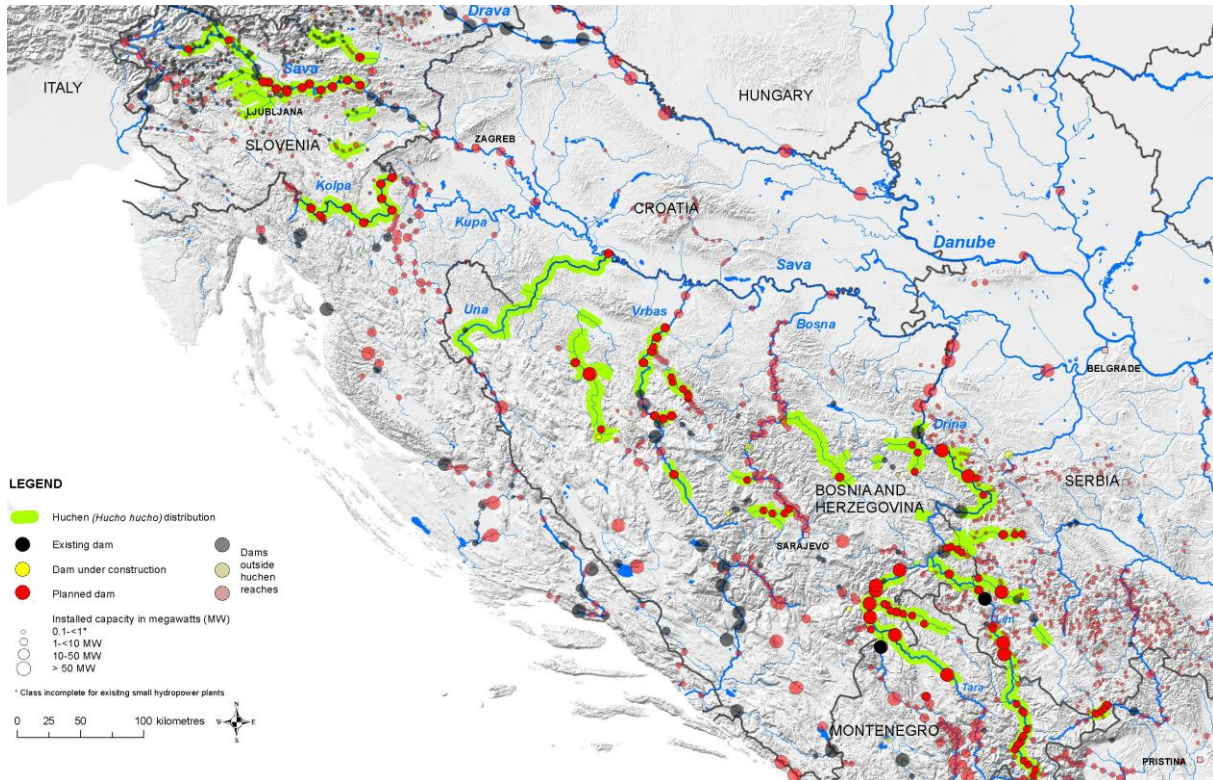 Drava
ITALY
Sava
HUNGARY
LJUBLJANA
ZAGREB
SLOVENIA
Kolpa
CROATIA
Kupa
Danube
Sava
Una
Vrbas
Bosna
BELGRADE
Drina
LEGEND
SERBIA
BOSNIA AND
HERZEGOVINA
Huchen (Hucho hucho) distribution
Existing dam
Dam under construction
Planned dam
Dams
outside
huchen
reaches
SARAJEVO
Installed capacity in megawatts (MW)
0.1-<1*
1-<10 MW
10-50 MW
> 50 MW
Lim
Tara
* Class incomplete for exisitng small hydropower plants
0 25 50 100 kilometres
N
W E
S
MONTENEGRO
PRISTINA